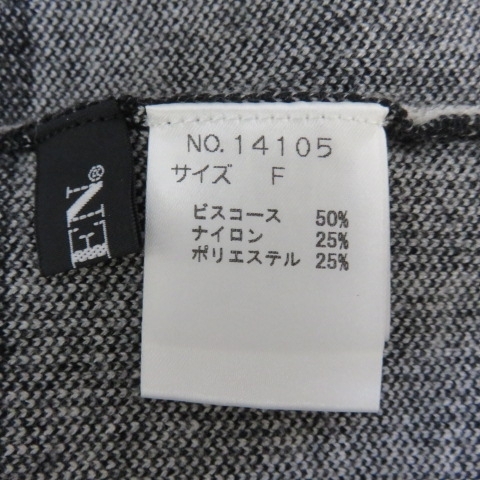 NO.14105
サイズ F
ビスコース 50%
ナイロン 25%
ポリエステル 25%
EN®